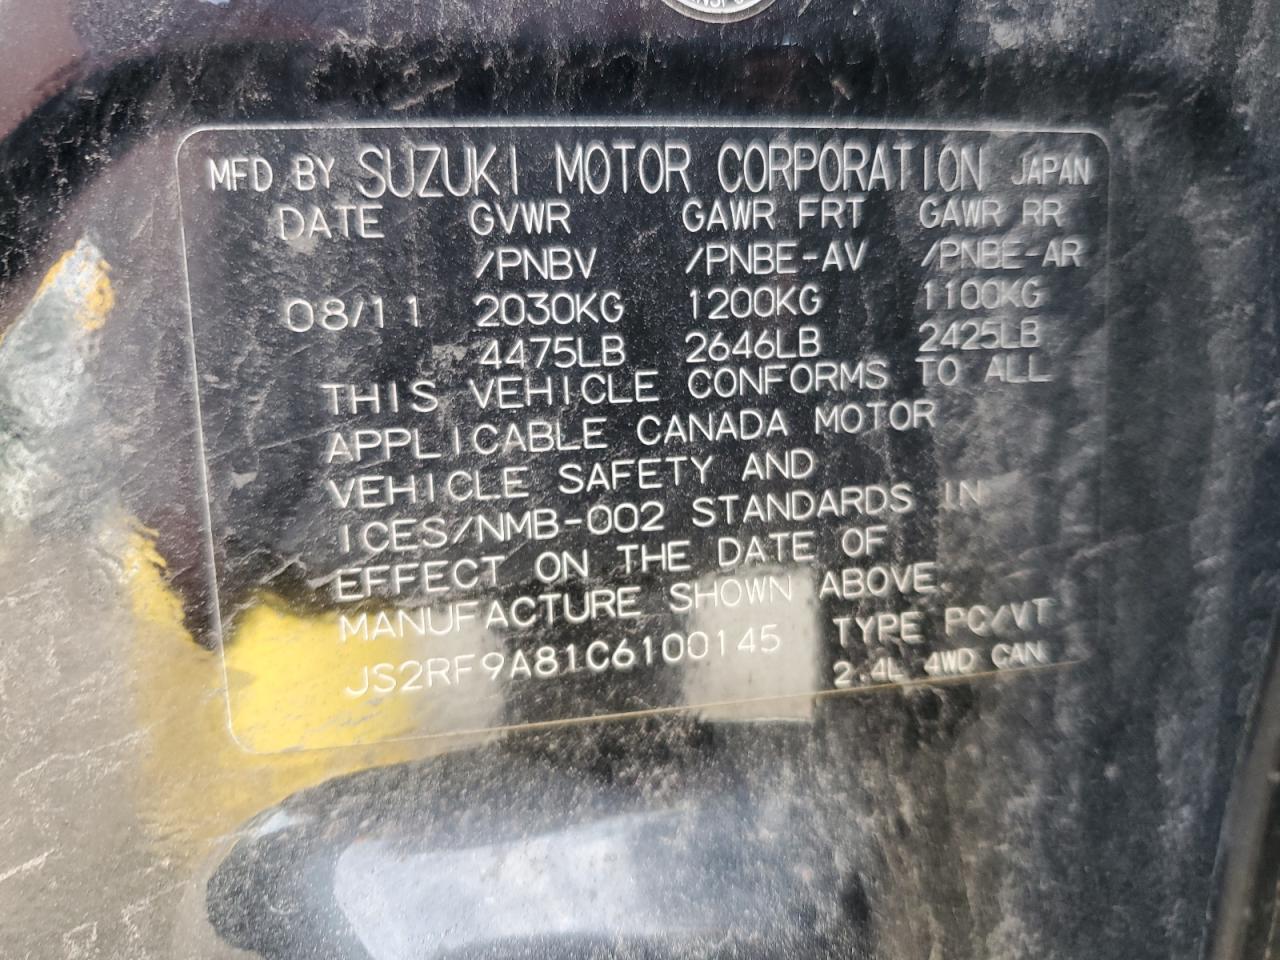 MFD BY SUZUKI MOTOR CORPORATION JAPAN
DATE GVWR GAWR FRT GAWR RR
/PNBV /PNBE-AV /PNBE-AR
08/11 2030KG 1200KG 1100KG
4475LB 2646LB 2425LB
THIS VEHICLE CONFORMS TO ALL
APPLICABLE CANADA MOTOR
VEHICLE SAFETY AND
ICES/NMB-002 STANDARDS IN
EFFECT ON THE DATE OF
MANUFACTURE SHOWN ABOVE.
JS2RF9A81C6100145 TYPE PC/VT
2.4L 4WD CAN